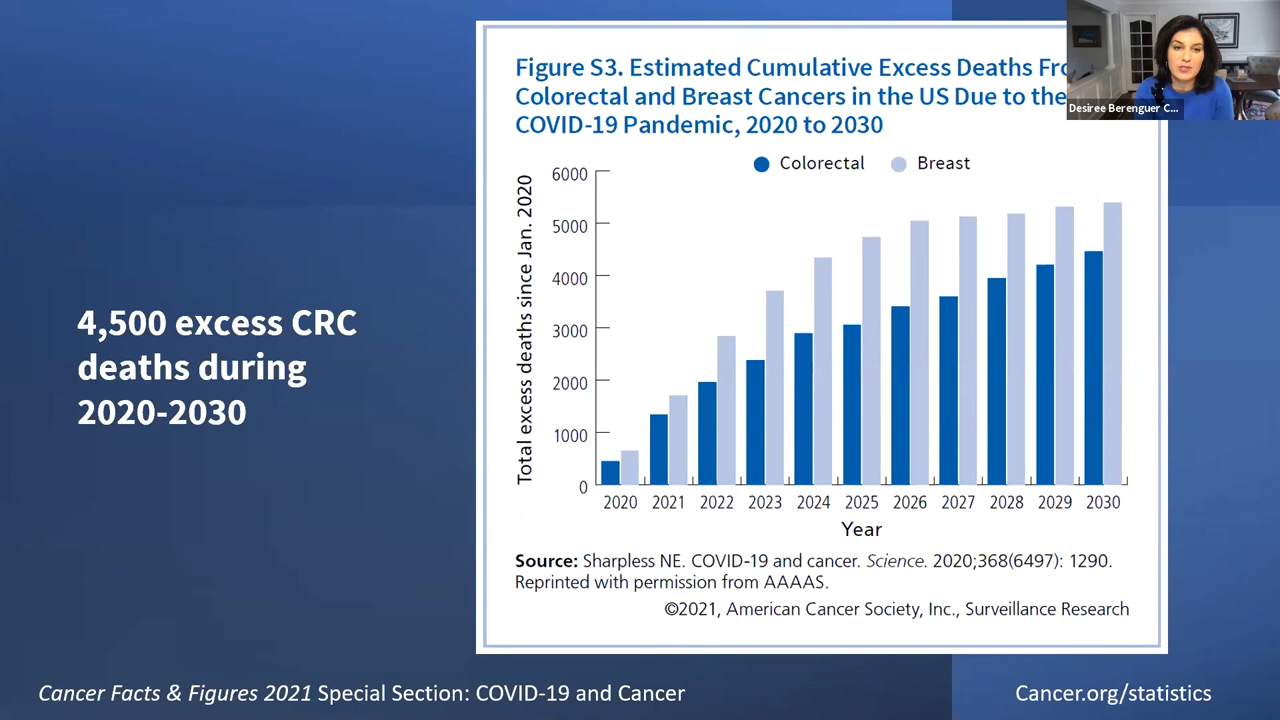 Figure S3. Estimated Cumulative Excess Deaths
Colorectal and Breast Cancers in the US Due to the
COVID-19 Pandemic, 2020 to 2030
Desiree Berenguer C...
Colorectal Breast
Total excess deaths since Jan. 2020
6000
5000
4000
3000
2000
1000
0
2020 2021 2022 2023 2024 2025 2026 2027 2028 2029 2030
Year
4,500 excess CRC
deaths during
2020-2030
Source: Sharpless NE. COVID-19 and cancer. Science. 2020;368(6497): 1290.
Reprinted with permission from AAAAS.
©2021, American Cancer Society, Inc., Surveillance Research
Cancer Facts & Figures 2021 Special Section: COVID-19 and Cancer
Cancer.org/statistics